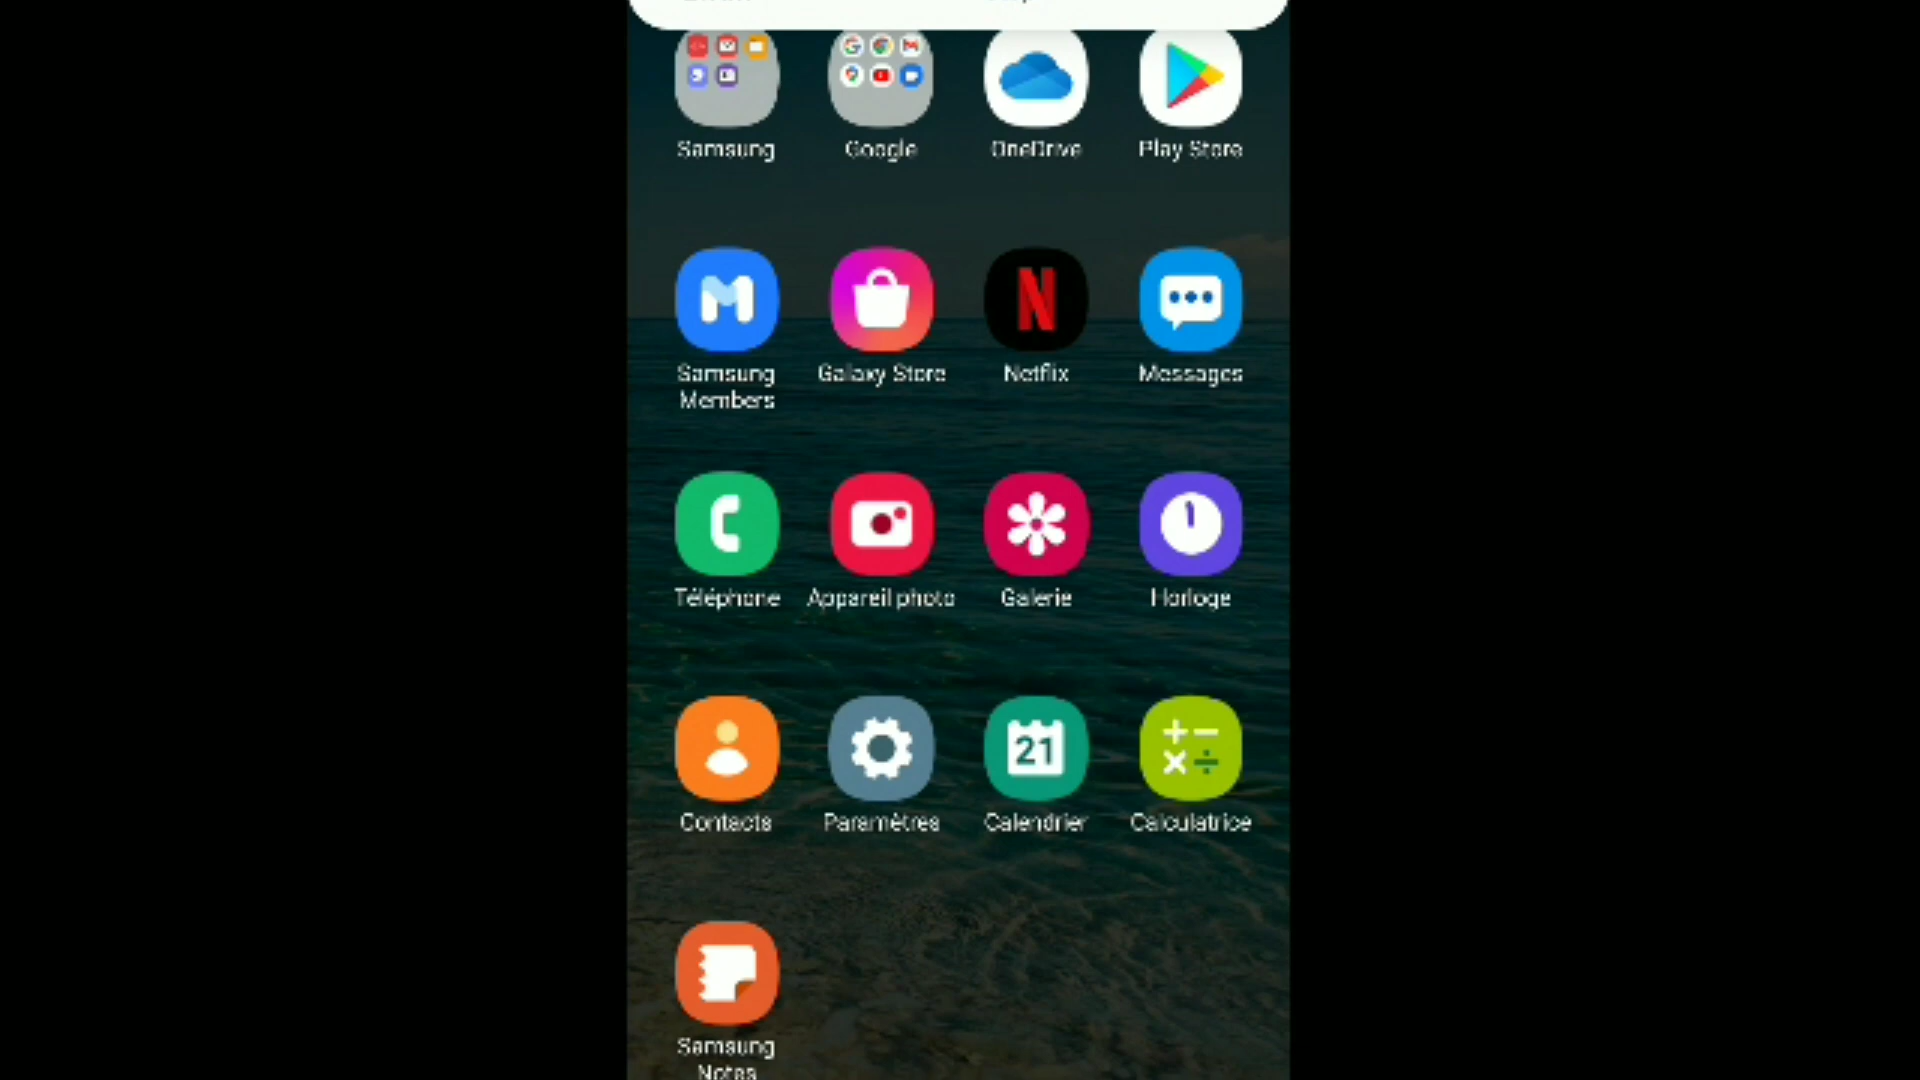 Samsung Google OneDrive Play Store
Samsung Members Galaxy Store Netflix Messages
Téléphone Appareil photo Galerie Horloge
21
Contacts Paramètres Calendrier Calculatrice
Samsung
Notes